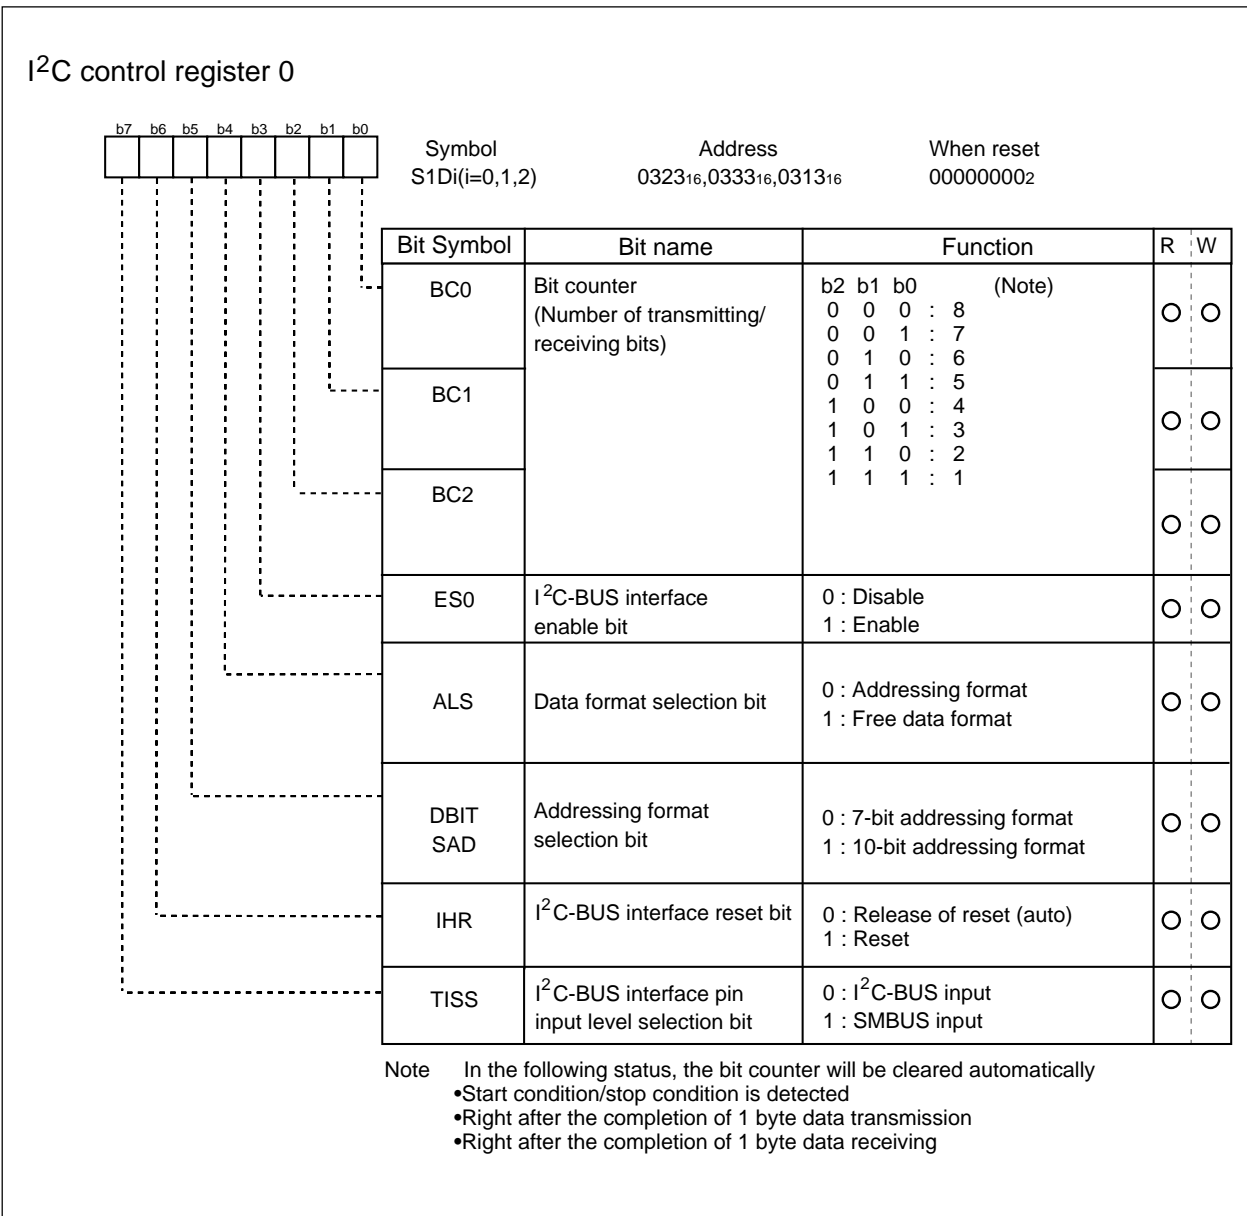 I2C control register 0
b7 b6 b5 b4 b3 b2 b1 b0
Symbol Address When reset
S1Di(i=0,1,2) 032316,033316,031316 000000002
Bit Symbol Bit name Function R W
BC0 Bit counter b2 b1 b0 (Note)
(Number of transmitting/ 0 0 0 : 8
receiving bits) 0 0 1 : 7
0 1 0 : 6
0 1 1 : 5
BC1 1 0 0 : 4
1 0 1 : 3
1 1 0 : 2
1 1 1 : 1
BC2
ES0 I2C-BUS interface 0 : Disable
enable bit 1 : Enable
ALS Data format selection bit 0 : Addressing format
1 : Free data format
DBIT Addressing format 0 : 7-bit addressing format
SAD selection bit 1 : 10-bit addressing format
IHR I2C-BUS interface reset bit 0 : Release of reset (auto)
1 : Reset
TISS I2C-BUS interface pin 0 : I2C-BUS input
input level selection bit 1 : SMBUS input
Note In the following status, the bit counter will be cleared automatically
•Start condition/stop condition is detected
•Right after the completion of 1 byte data transmission
•Right after the completion of 1 byte data receiving